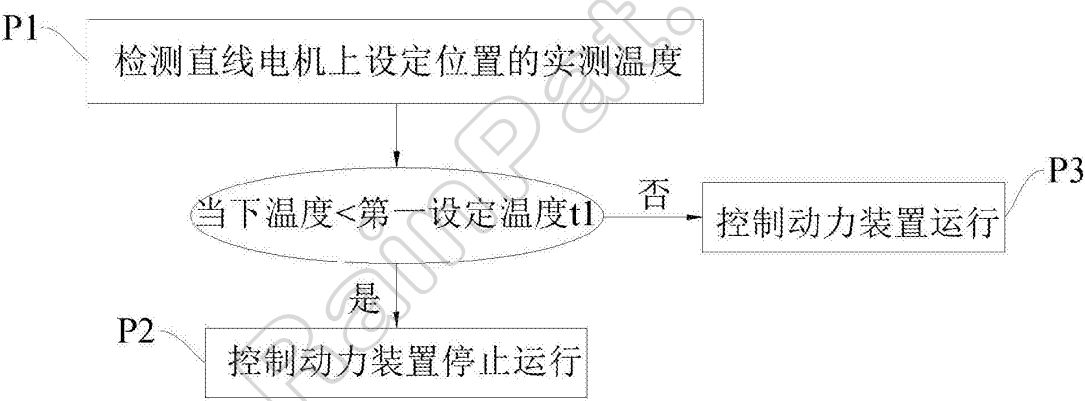 P1
检测直线电机上设定位置的实测温度
当下温度<第一设定温度t1
否
P3
控制动力装置运行
是
P2
控制动力装置停止运行
RainPat.